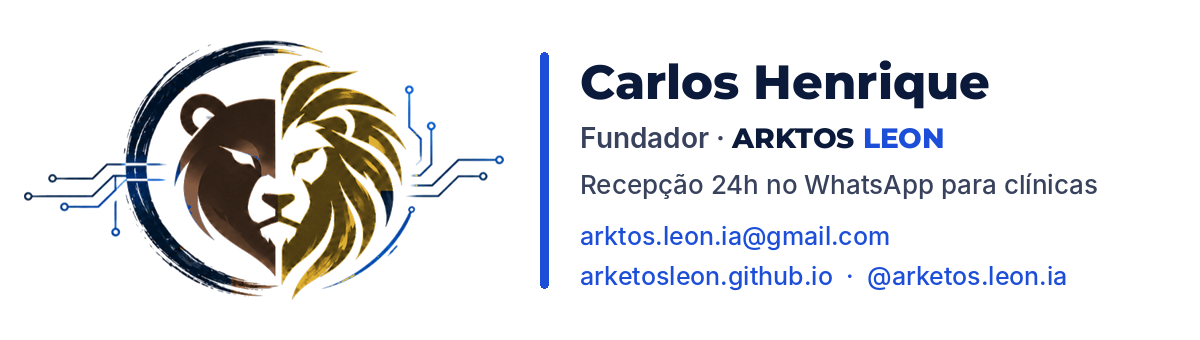 Carlos Henrique
Fundador · ARKTOS LEON
Recepção 24h no WhatsApp para clínicas
arktos.leon.ia@gmail.com
arketosleon.github.io · @arketos.leon.ia